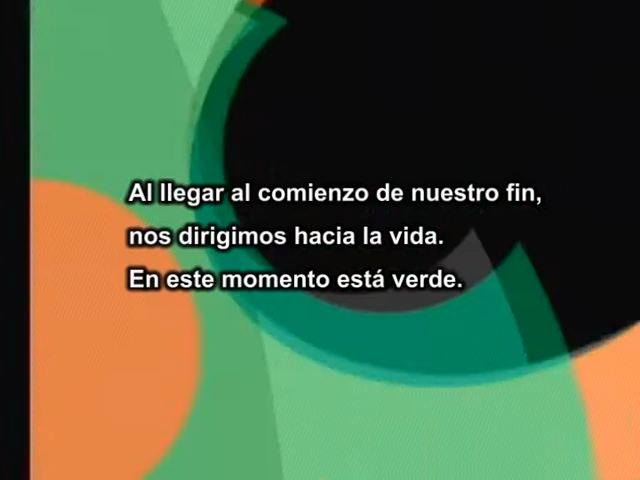 Al llegar al comienzo de nuestro fin,
nos dirigimos hacia la vida.
En este momento está verde.